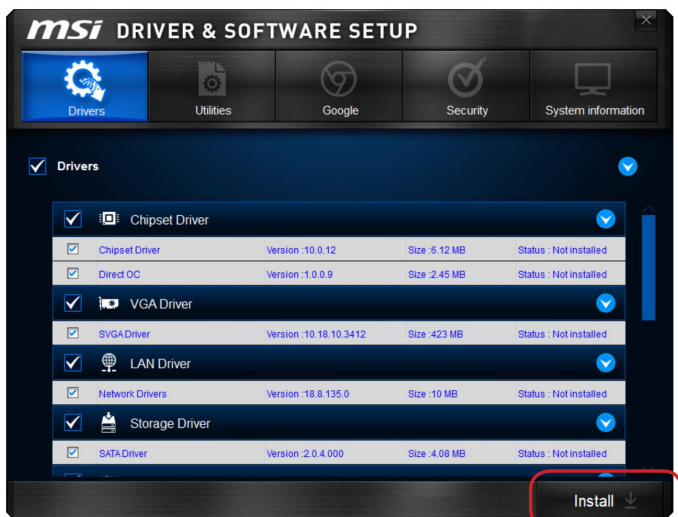 msi DRIVER & SOFTWARE SETUP
Drivers Utilities Google Security System information
Drivers
Chipset Driver
Chipset Driver Version :10.0.12 Size :6.12 MB Status : Not installed
Direct OC Version :1.0.0.9 Size :2.45 MB Status : Not installed
VGA Driver
SVGADriver Version :10.18.10.3412 Size :423 MB Status : Not installed
LAN Driver
Network Drivers Version :18.8.135.0 Size :10 MB Status : Not installed
Storage Driver
SATADriver Version :2.0.4.000 Size :4.08 MB Status : Not installed
Install